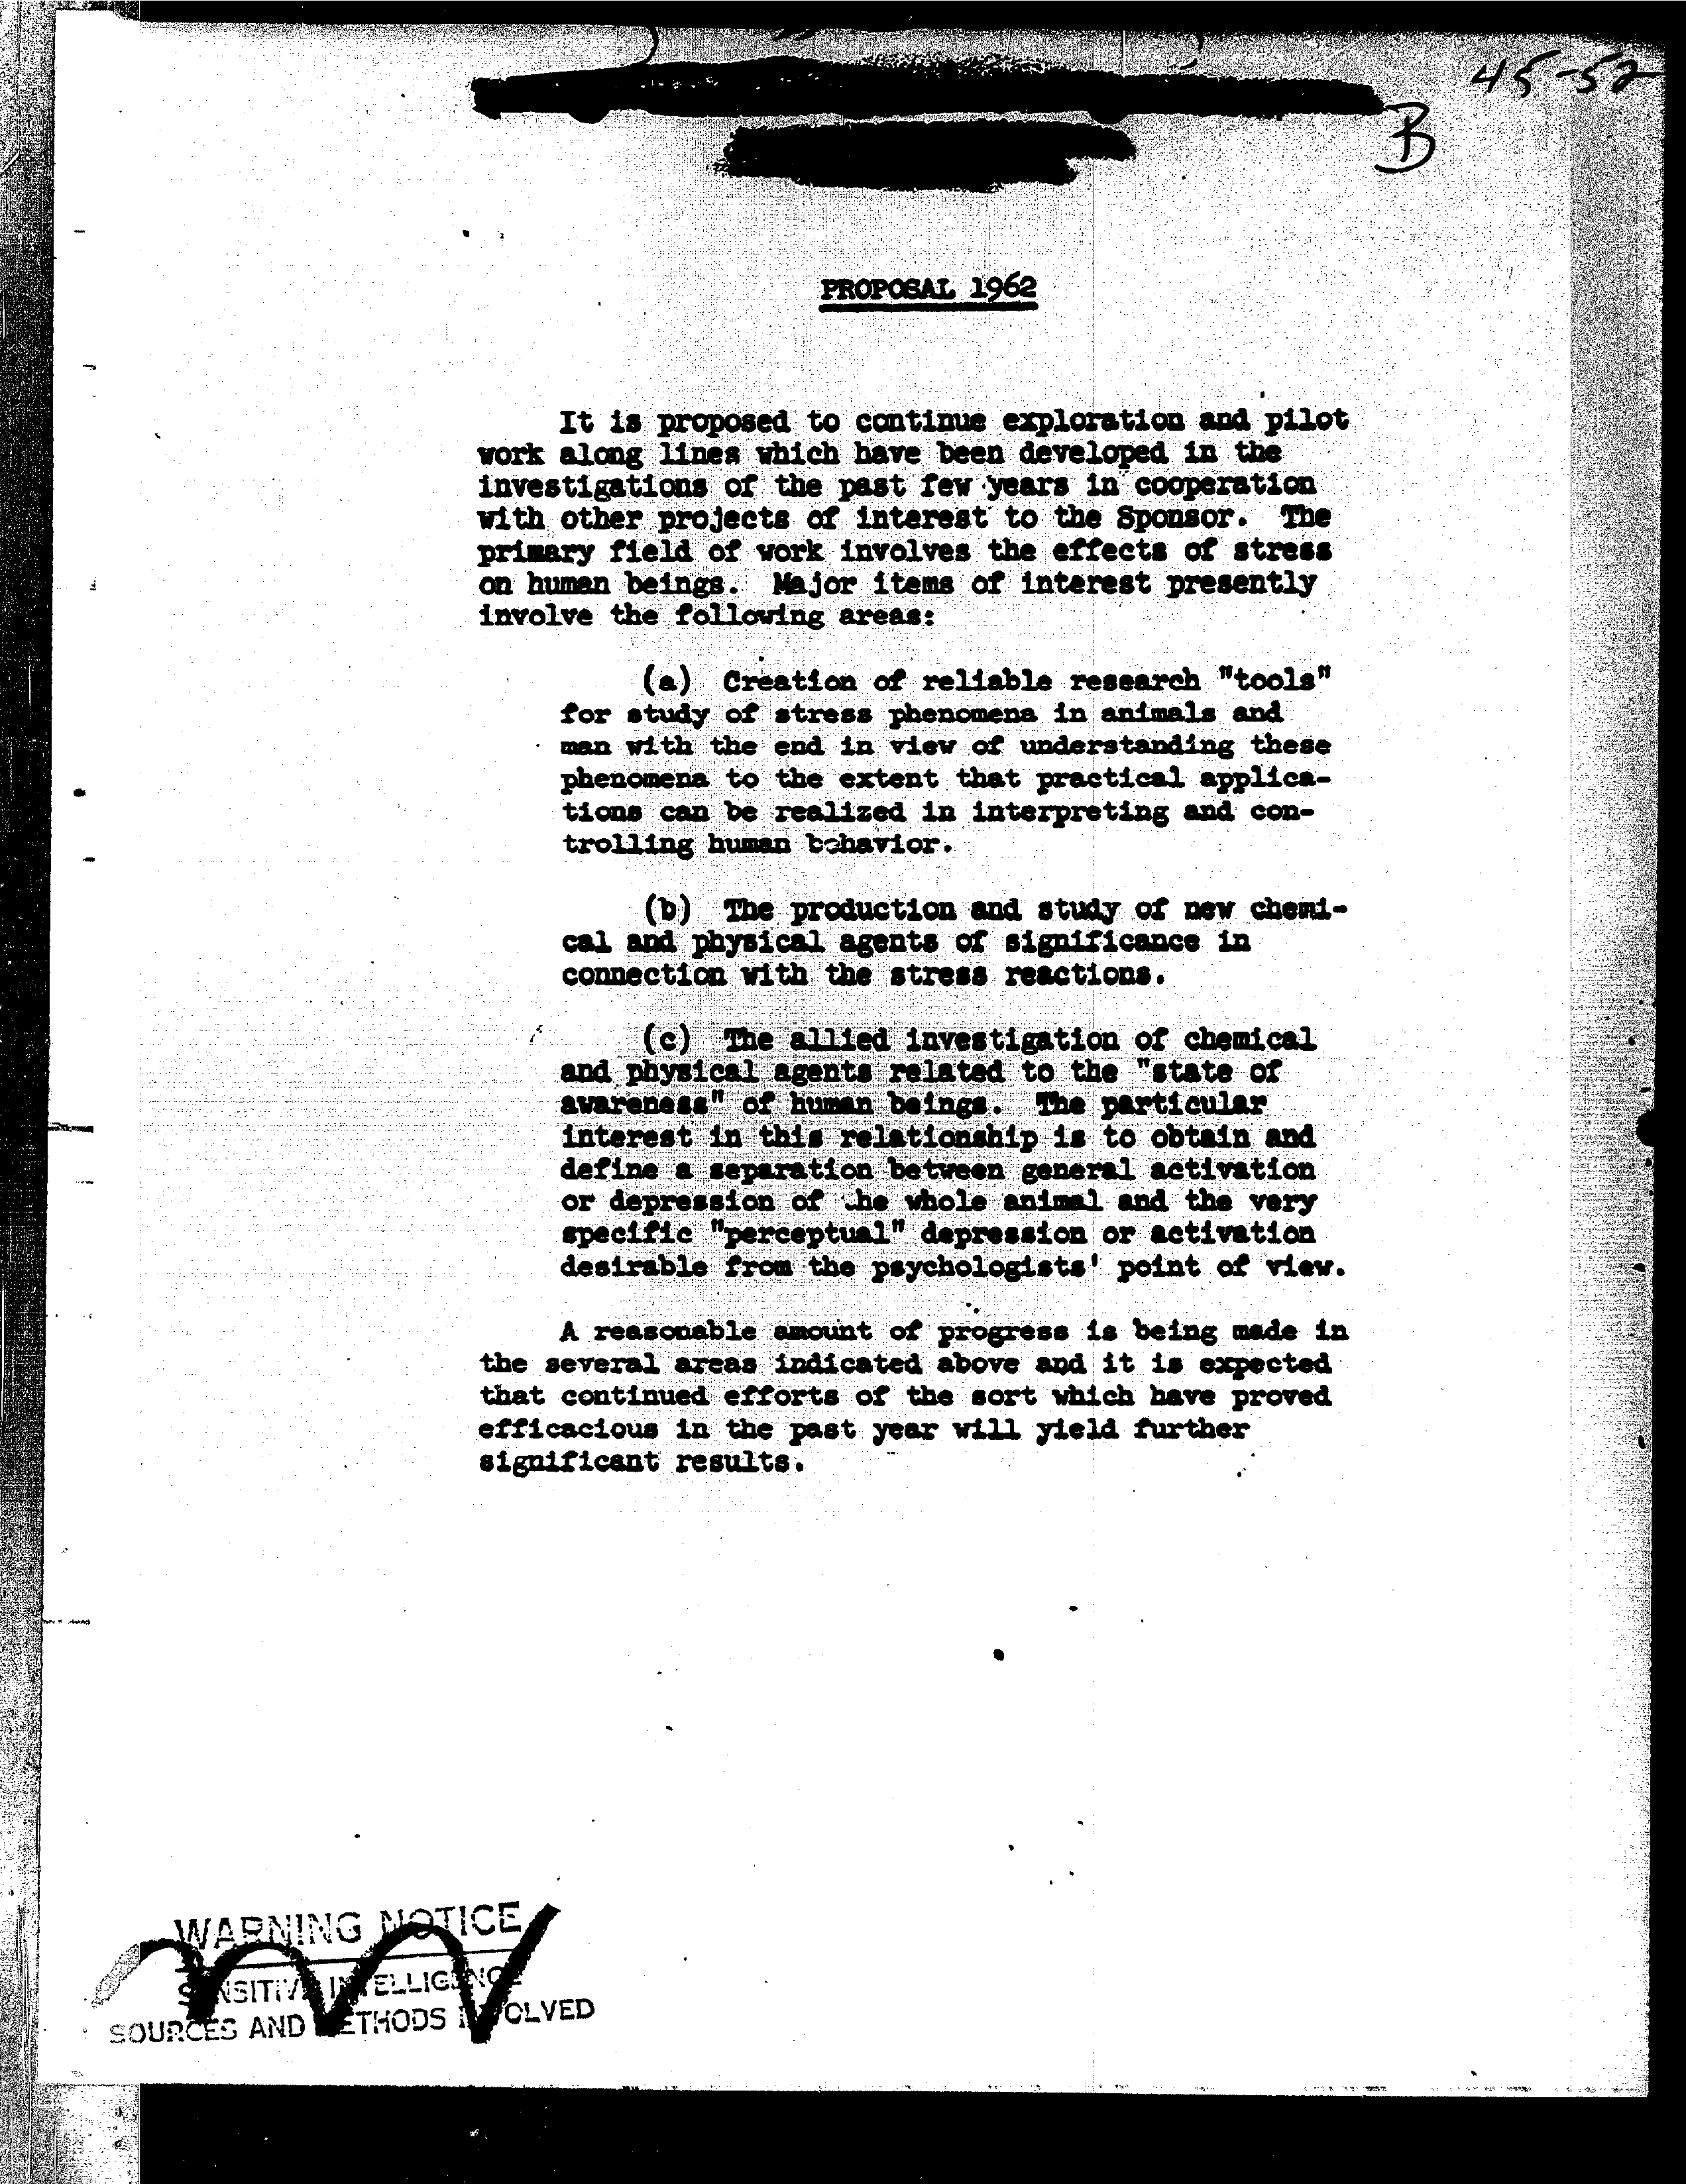 45-52
B
PROPOSAL 1962
It is proposed to continue exploration and pilot
work along lines which have been developed in the
investigations of the past few years in cooperation
with other projects of interest to the Sponsor. The
primary field of work involves the effects of stress
on human beings. Major items of interest presently
involve the following areas:
(a) Creation of reliable research "tools"
for study of stress phenomena in animals and
man with the end in view of understanding these
phenomena to the extent that practical applica-
tions can be realized in interpreting and con-
trolling human behavior.
(b) The production and study of new chemi-
cal and physical agents of significance in
connection with the stress reactions.
(c) The allied investigation of chemical
and physical agents related to the "state of
awareness" of human beings. The particular
interest in this relationship is to obtain and
define a separation between general activation
or depression of the whole animal and the very
specific "perceptual" depression or activation
desirable from the psychologists' point of view.
A reasonable amount of progress is being made in
the several areas indicated above and it is expected
that continued efforts of the sort which have proved
efficacious in the past year will yield further
significant results.
WARNING NOTICE
SENSITIVE INTELLIGENCE
SOURCES AND METHODS INVOLVED